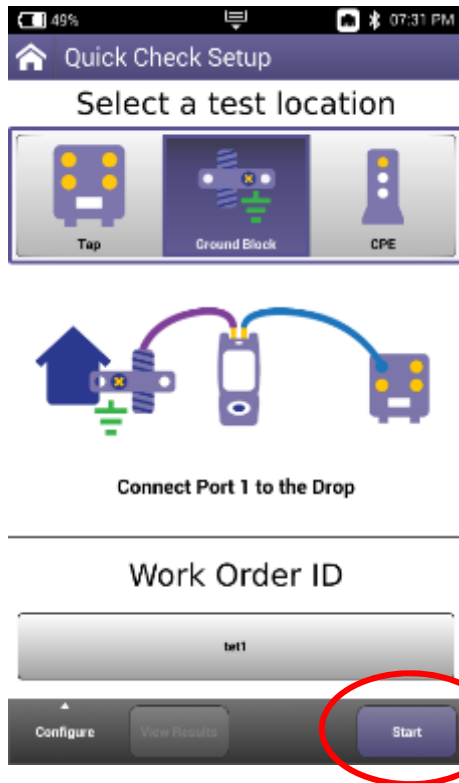 49% 07:31 PM
Quick Check Setup
Select a test location
Tap Ground Block CPE
Connect Port 1 to the Drop
Work Order ID
tet1
Configure View Results Start